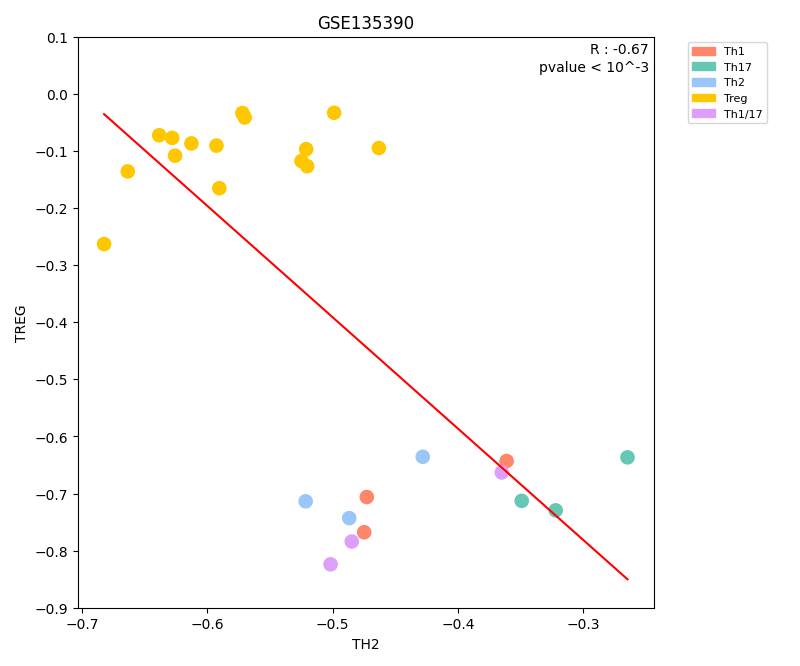 GSE135390
R : -0.67
pvalue < 10^-3
Th1
Th17
Th2
Treg
Th1/17
0.1
0.0
−0.1
−0.2
−0.3
−0.4
−0.5
−0.6
−0.7
−0.8
−0.9
TREG
−0.7 −0.6 −0.5 −0.4 −0.3
TH2